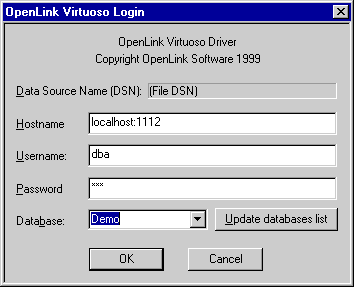 OpenLink Virtuoso Login
OpenLink Virtuoso Driver
Copyright OpenLink Software 1999
Data Source Name (DSN): (File DSN)
Hostname localhost:1112
Username: dba
Password ***
Database: Demo Update databases list
OK Cancel